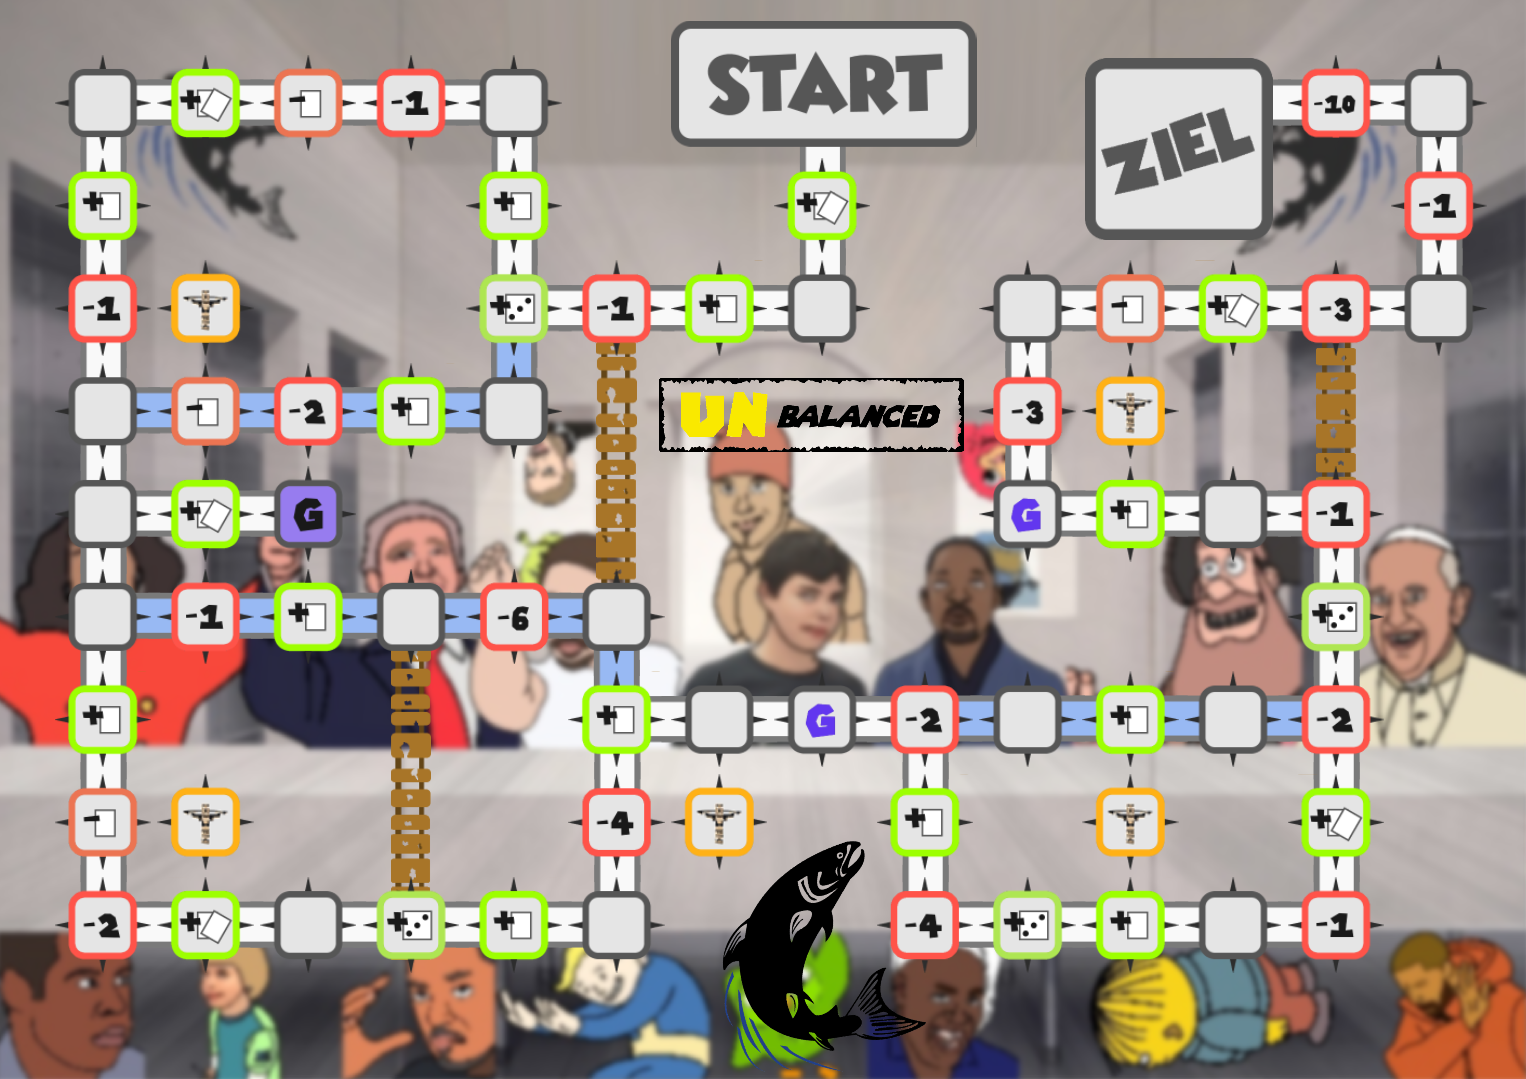 START
ZIEL
+ - -1 -10
+ + + -1
-1 + -1 + - + -3
- -2 + UN BALANCED -3
+ G G + -1
-1 + -6 +
+ + G -2 + -2
- -4 + +
-2 + + + -4 + + -1